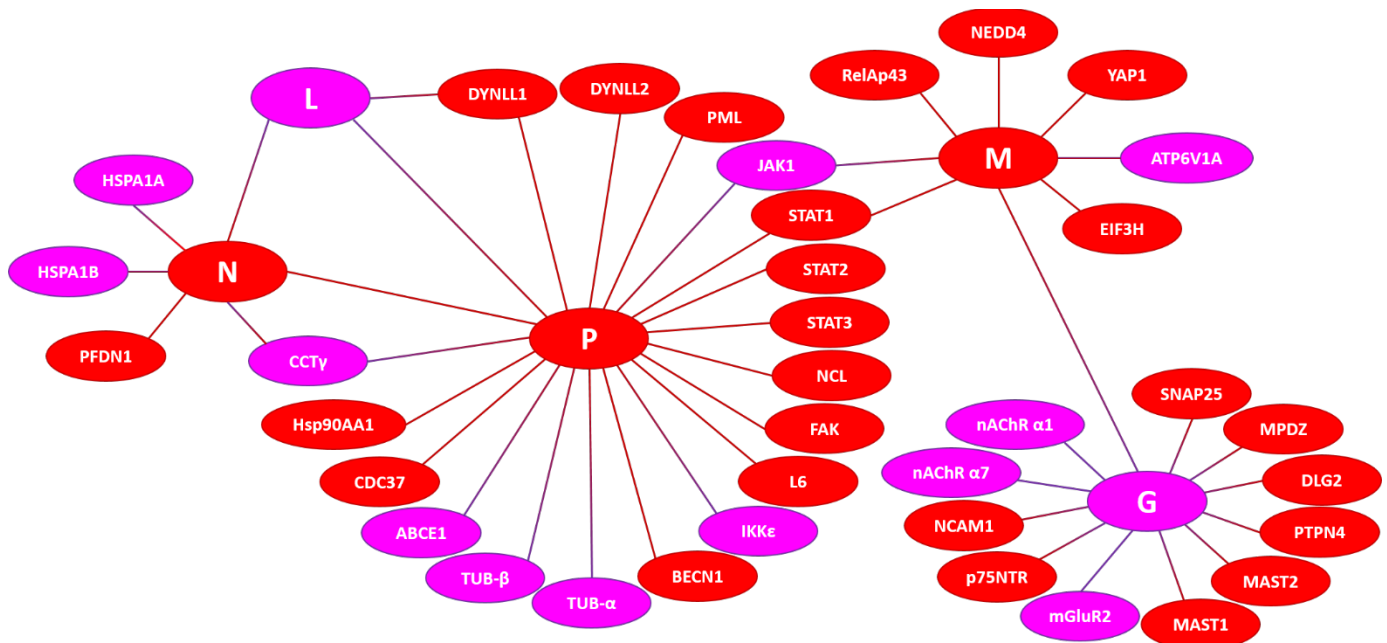 NEDD4
RelAp43
YAP1
L
DYNLL1
DYNLL2
PML
M
JAK1
ATP6V1A
HSPA1A
STAT1
EIF3H
HSPA1B
N
STAT2
STAT3
P
PFDN1
CCTγ
NCL
SNAP25
Hsp90AA1
FAK
nAChR α1
MPDZ
CDC37
L6
nAChR α7
DLG2
G
ABCE1
IKKε
NCAM1
PTPN4
TUB-β
BECN1
p75NTR
MAST2
TUB-α
mGluR2
MAST1